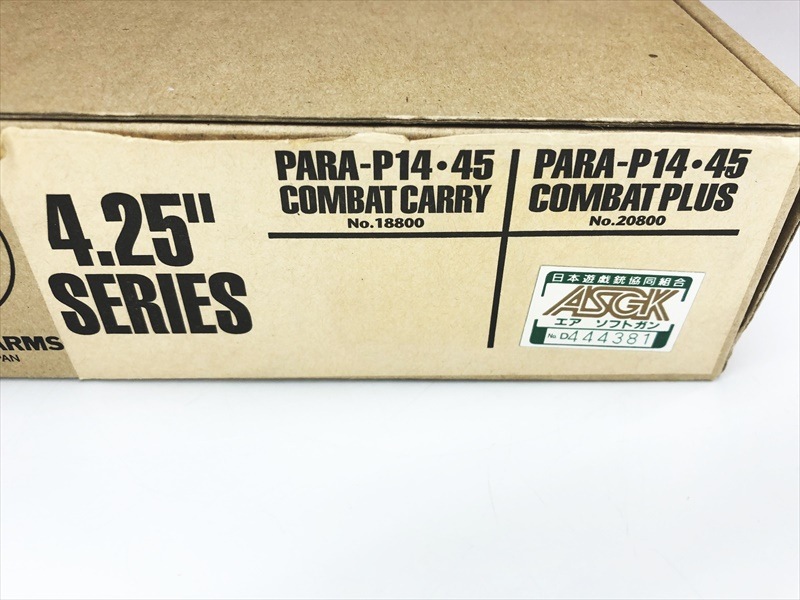 4.25"
SERIES
PARA-P14・45
COMBAT CARRY
No.18800
PARA-P14・45
COMBAT PLUS
No.20800
日本遊戯銃協同組合
ASGK
エア ソフトガン
No D444381
ARMS
PAN